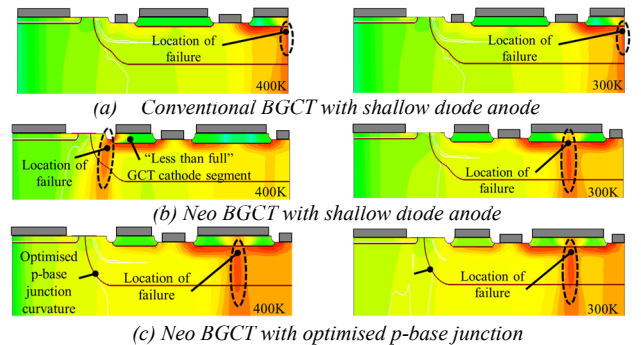 Location of
failure
400K
Location of
failure
300K
(a) Conventional BGCT with shallow diode anode
Location of
failure
“Less than full”
GCT cathode segment
400K
Location of
failure
300K
(b) Neo BGCT with shallow diode anode
Optimised
p-base
junction
curvature
Location of
failure
400K
Location of
failure
300K
(c) Neo BGCT with optimised p-base junction